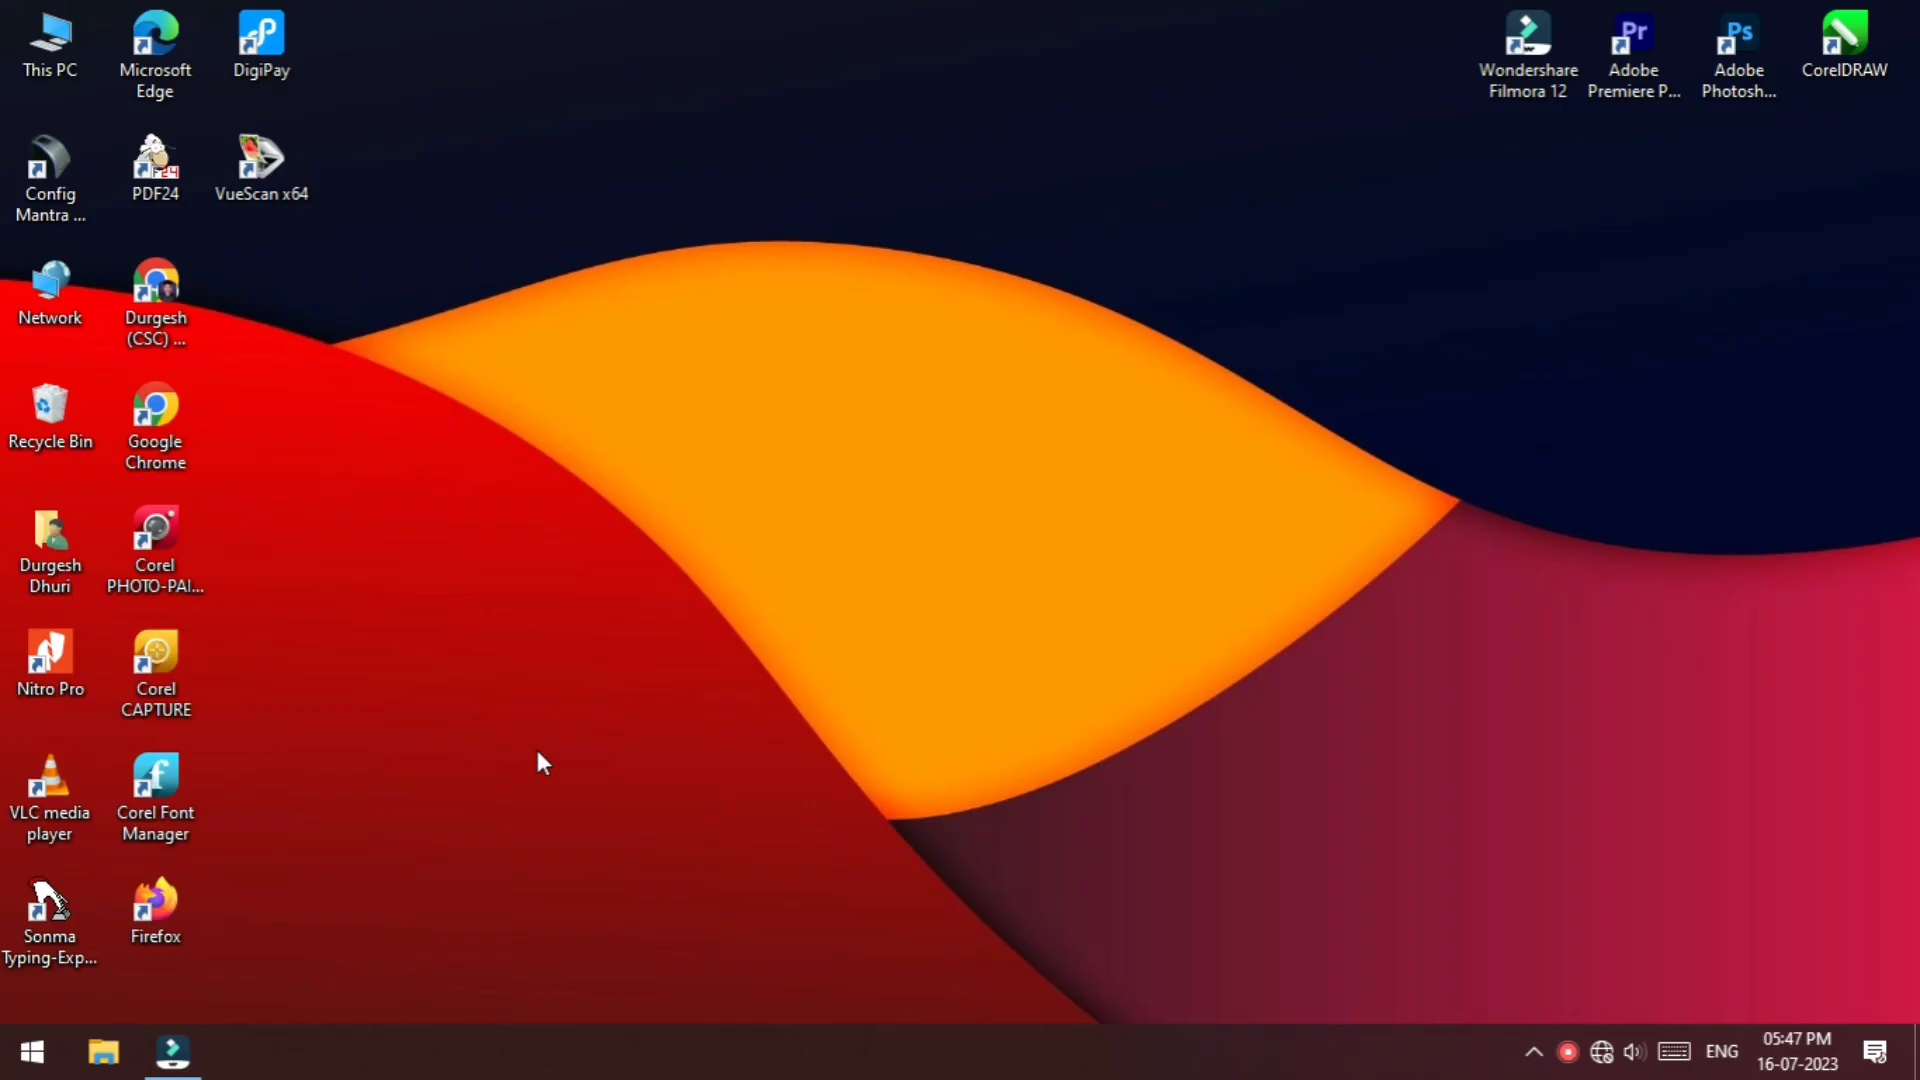 This PC
Microsoft
Edge
DigiPay
Wondershare
Filmora 12
Pr
Adobe
Premiere P...
Ps
Adobe
Photosh...
CorelDRAW
Config
Mantra ...
PDF24
VueScan x64
Network
Durgesh
(CSC) ...
Recycle Bin
Google
Chrome
Durgesh
Dhuri
Corel
PHOTO-PAI...
Nitro Pro
Corel
CAPTURE
VLC media
player
Corel Font
Manager
Sonma
Typing-Exp...
Firefox
ENG
05:47 PM
16-07-2023